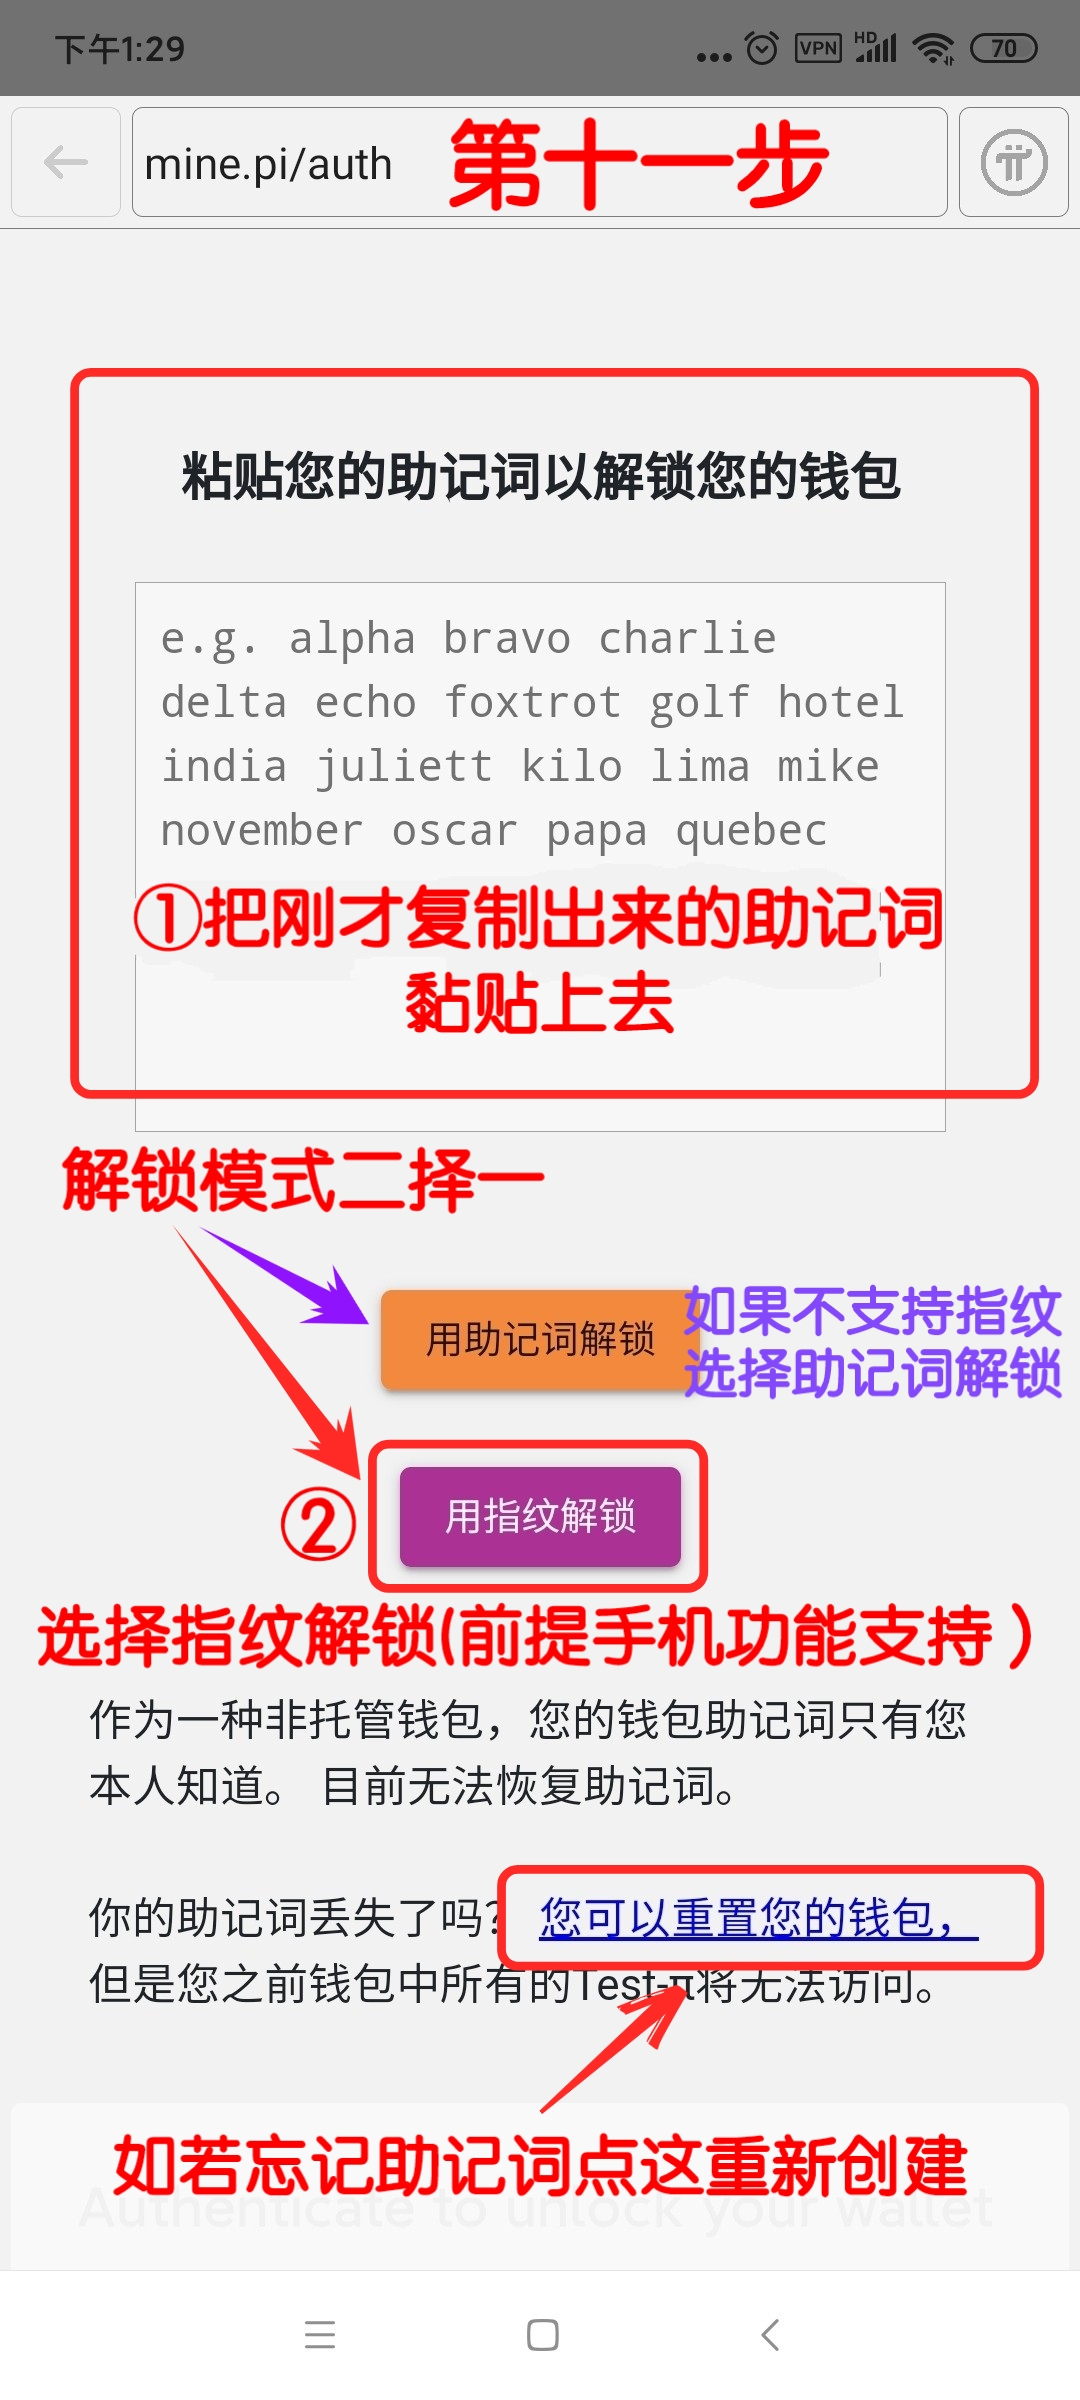 下午1:29
VPN HD 70
mine.pi/auth 第十一步
粘贴您的助记词以解锁您的钱包
e.g. alpha bravo charlie
delta echo foxtrot golf hotel
india juliett kilo lima mike
november oscar papa quebec
①把刚才复制出来的助记词
黏贴上去
解锁模式二择一
用助记词解锁
如果不支持指纹
选择助记词解锁
② 用指纹解锁
选择指纹解锁(前提手机功能支持)
作为一种非托管钱包，您的钱包助记词只有您
本人知道。 目前无法恢复助记词。
你的助记词丢失了吗? 您可以重置您的钱包，
但是您之前钱包中所有的Test-π将无法访问。
如若忘记助记词点这重新创建
Authenticate to unlock your wallet